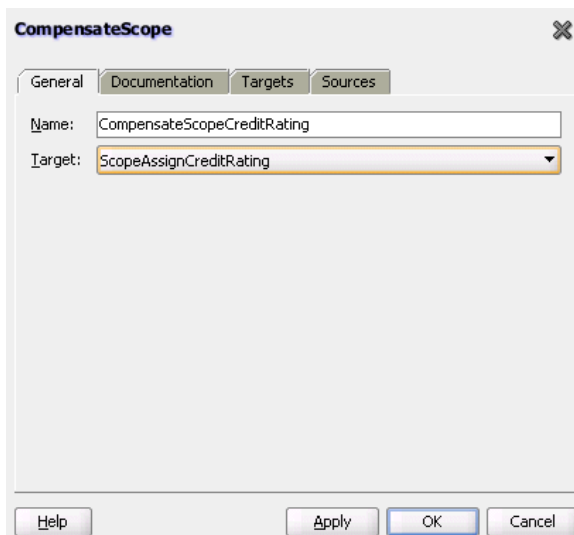 CompensateScope
General Documentation Targets Sources
Name: CompensateScopeCreditRating
Target: ScopeAssignCreditRating
Help Apply OK Cancel